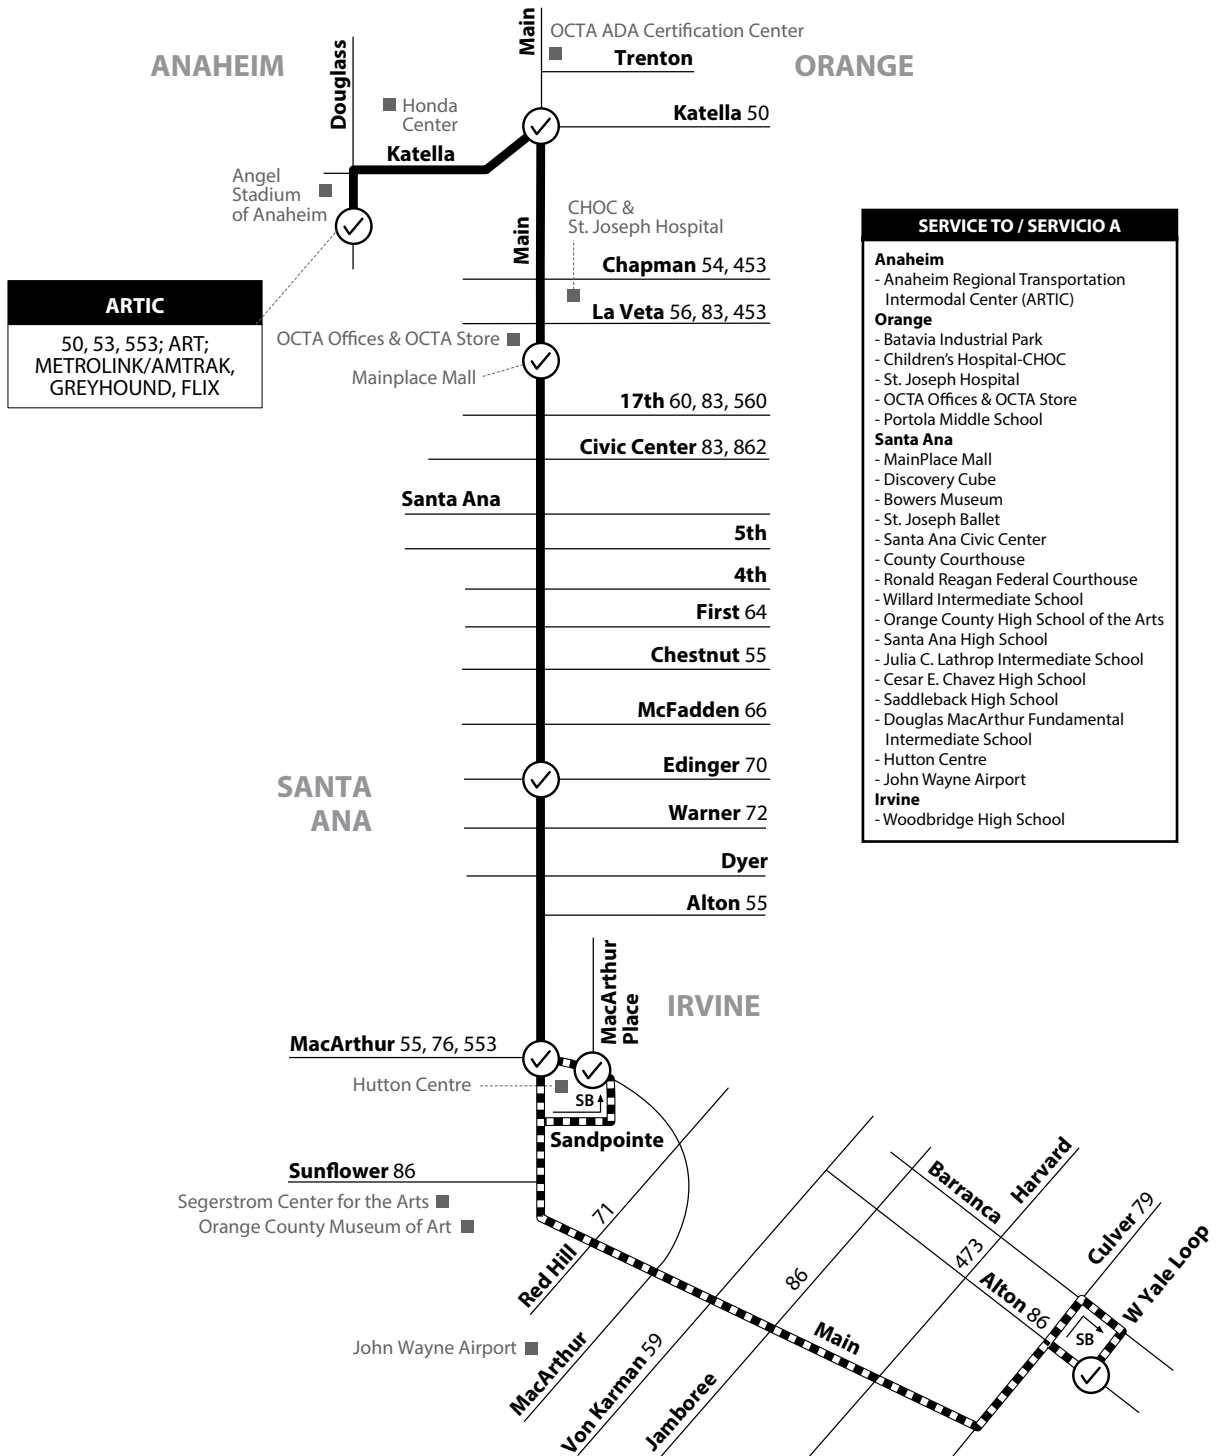 Main
OCTA ADA Certification Center
Trenton
ANAHEIM
ORANGE
Douglass
Honda
Center
Katella 50
Katella
Angel
Stadium
of Anaheim
CHOC &
St. Joseph Hospital
Main
Chapman 54, 453
La Veta 56, 83, 453
ARTIC
50, 53, 553; ART;
METROLINK/AMTRAK,
GREYHOUND, FLIX
OCTA Offices & OCTA Store
Mainplace Mall
17th 60, 83, 560
Civic Center 83, 862
Santa Ana
5th
4th
First 64
Chestnut 55
McFadden 66
Edinger 70
SANTA
ANA
Warner 72
Dyer
Alton 55
MacArthur
Place
IRVINE
MacArthur 55, 76, 553
Hutton Centre
SB
Sandpointe
Sunflower 86
Segerstrom Center for the Arts
Orange County Museum of Art
Red Hill 71
John Wayne Airport
MacArthur
Von Karman 59
Jamboree 86
Main
Barranca
Harvard 473
Alton 86
Culver 79
W Yale Loop
SB
SERVICE TO / SERVICIO A
Anaheim
- Anaheim Regional Transportation
Intermodal Center (ARTIC)
Orange
- Batavia Industrial Park
- Children's Hospital-CHOC
- St. Joseph Hospital
- OCTA Offices & OCTA Store
- Portola Middle School
Santa Ana
- MainPlace Mall
- Discovery Cube
- Bowers Museum
- St. Joseph Ballet
- Santa Ana Civic Center
- County Courthouse
- Ronald Reagan Federal Courthouse
- Willard Intermediate School
- Orange County High School of the Arts
- Santa Ana High School
- Julia C. Lathrop Intermediate School
- Cesar E. Chavez High School
- Saddleback High School
- Douglas MacArthur Fundamental
Intermediate School
- Hutton Centre
- John Wayne Airport
Irvine
- Woodbridge High School